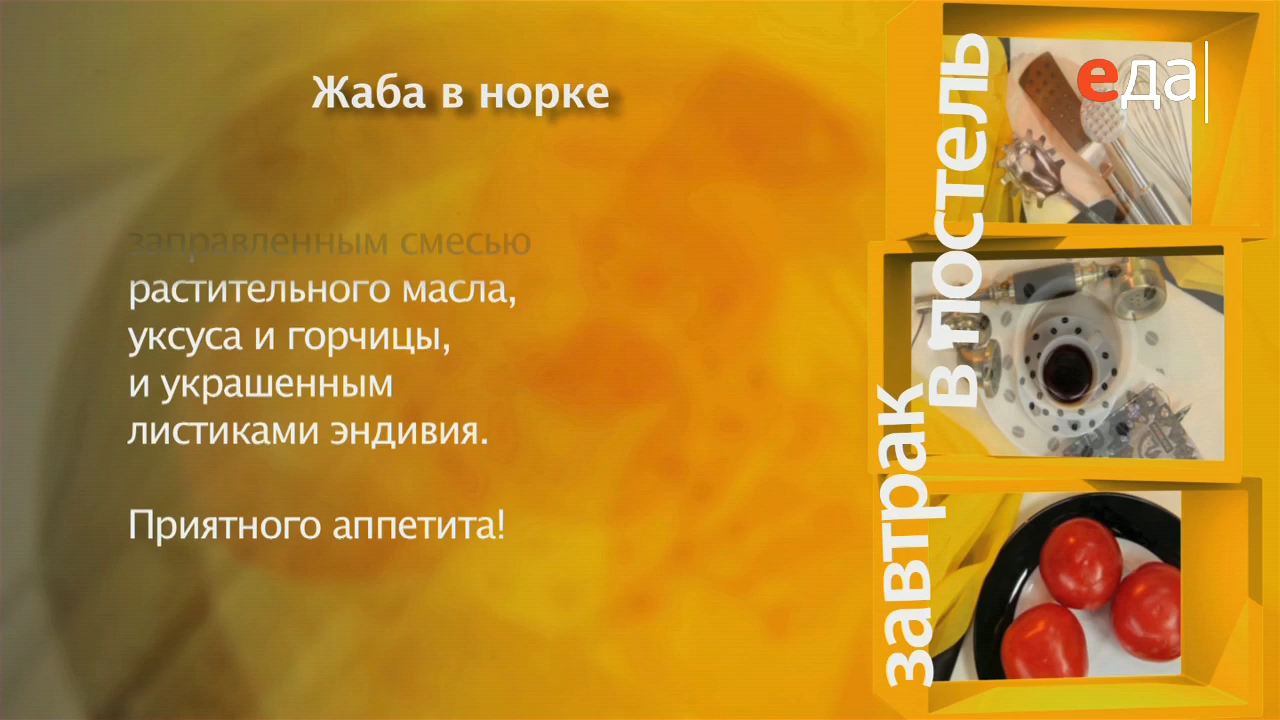 Жаба в норке
заправленным смесью
растительного масла,
уксуса и горчицы,
и украшенным
листиками эндивия.
Приятного аппетита!
завтрак
в постель
еда